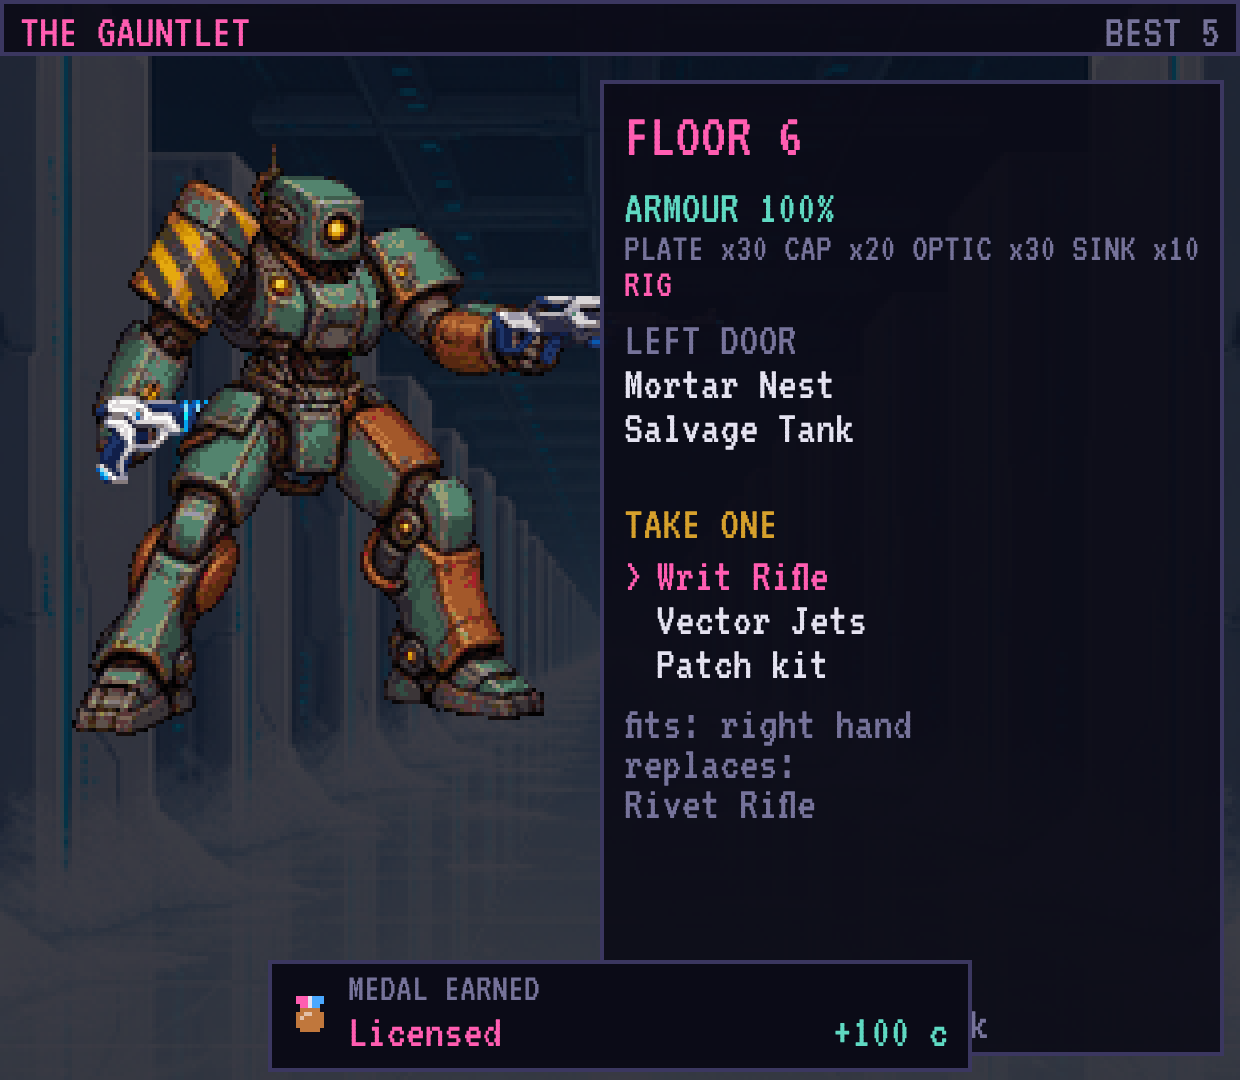 THE GAUNTLET
BEST 5
FLOOR 6
ARMOUR 100%
PLATE x30 CAP x20 OPTIC x30 SINK x10
RIG
LEFT DOOR
Mortar Nest
Salvage Tank
TAKE ONE
> Writ Rifle
Vector Jets
Patch kit
fits: right hand
replaces:
Rivet Rifle
MEDAL EARNED
Licensed
+100 c